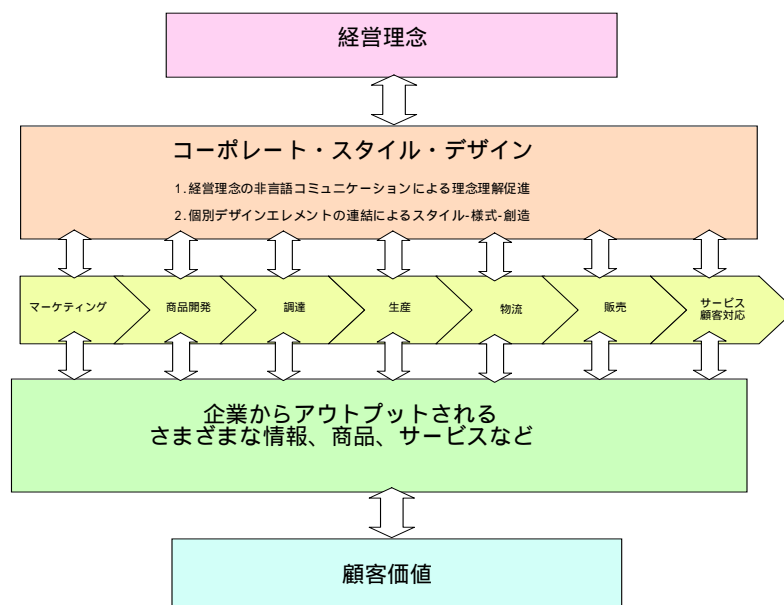 経営理念
コーポレート・スタイル・デザイン
1.経営理念の非言語コミュニケーションによる理念理解促進
2.個別デザインエレメントの連結によるスタイル-様式-創造
マーケティング
商品開発
調達
生産
物流
販売
サービス
顧客対応
企業からアウトプットされる
さまざまな情報、商品、サービスなど
顧客価値